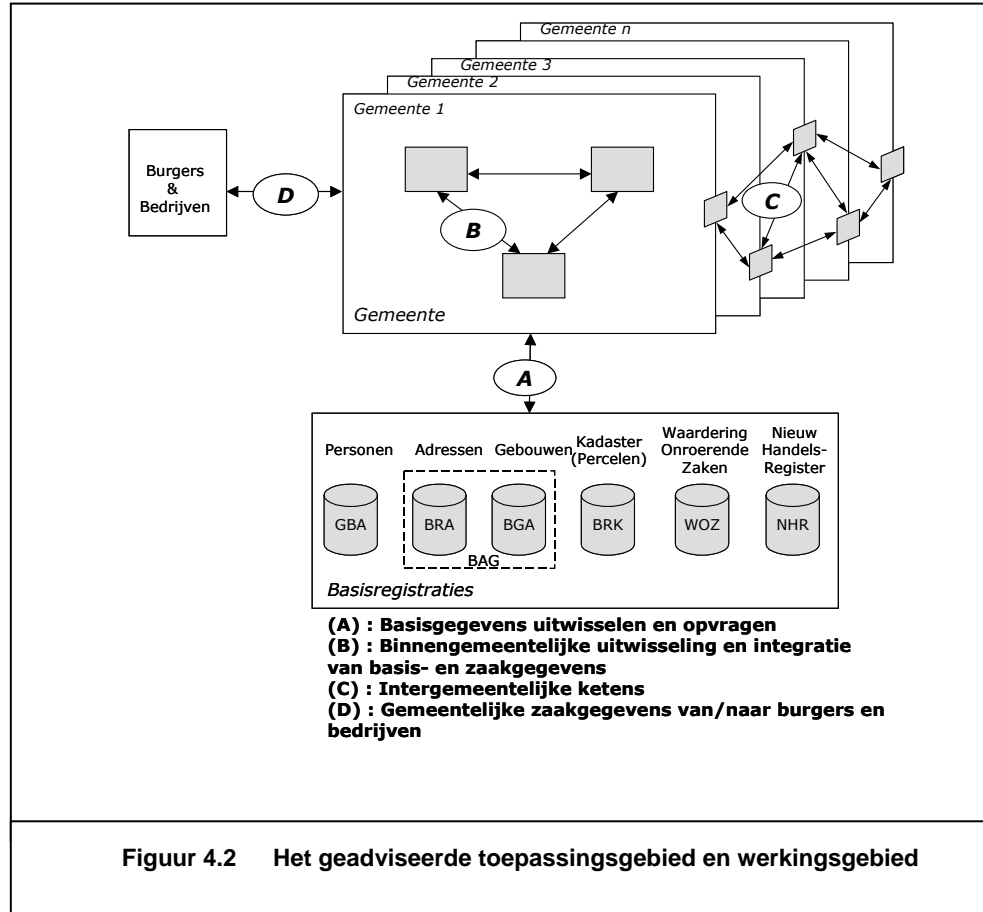 Gemeente n
Gemeente 3
Gemeente 2
Gemeente 1
Burgers
&
Bedrijven
D
B
C
Gemeente
A
Personen
Adressen
Gebouwen
Kadaster
(Percelen)
Waardering
Onroerende
Zaken
Nieuw
Handels-
Register
GBA
BRA
BGA
BRK
WOZ
NHR
BAG
Basisregistraties
(A) : Basisgegevens uitwisselen en opvragen
(B) : Binnengemeentelijke uitwisseling en integratie
van basis- en zaakgegevens
(C) : Intergemeentelijke ketens
(D) : Gemeentelijke zaakgegevens van/naar burgers en
bedrijven
Figuur 4.2 Het geadviseerde toepassingsgebied en werkingsgebied